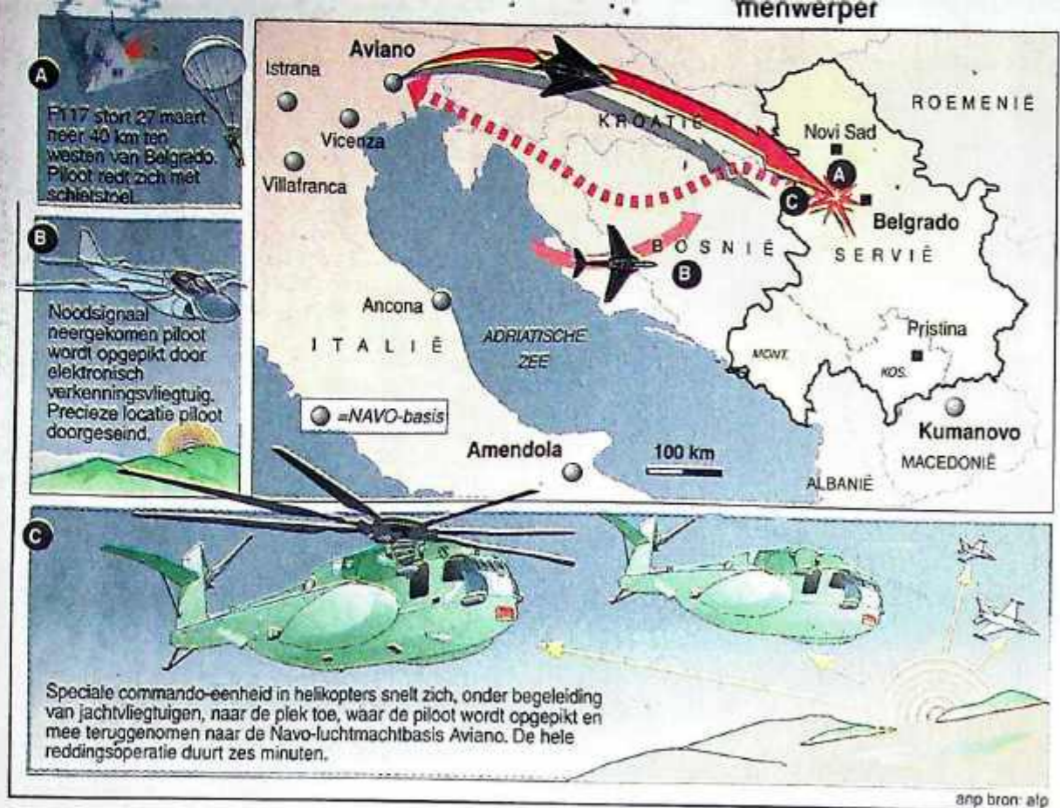 menwerper
A
F117 stort 27 maart
neer 40 km ten
westen van Belgrado.
Piloot redt zich met
schietstoel.
B
Noodsignaal
neergekomen piloot
wordt opgepikt door
elektronisch
verkenningsvliegtuig.
Precieze locatie piloot
doorgeseind.
Aviano
Istrana
Vicenza
Villafranca
KROATIË
ROEMENIË
Novi Sad
A
C
Belgrado
BOSNIË
SERVIË
B
Ancona
ITALIË
ADRIATISCHE
ZEE
Pristina
MONT.
KOS.
=NAVO-basis
Kumanovo
Amendola
100 km
MACEDONIË
ALBANIË
C
Speciale commando-eenheid in helikopters snelt zich, onder begeleiding
van jachtvliegtuigen, naar de plek toe, waar de piloot wordt opgepikt en
mee teruggenomen naar de Navo-luchtmachtbasis Aviano. De hele
reddingsoperatie duurt zes minuten.
anp bron: afp